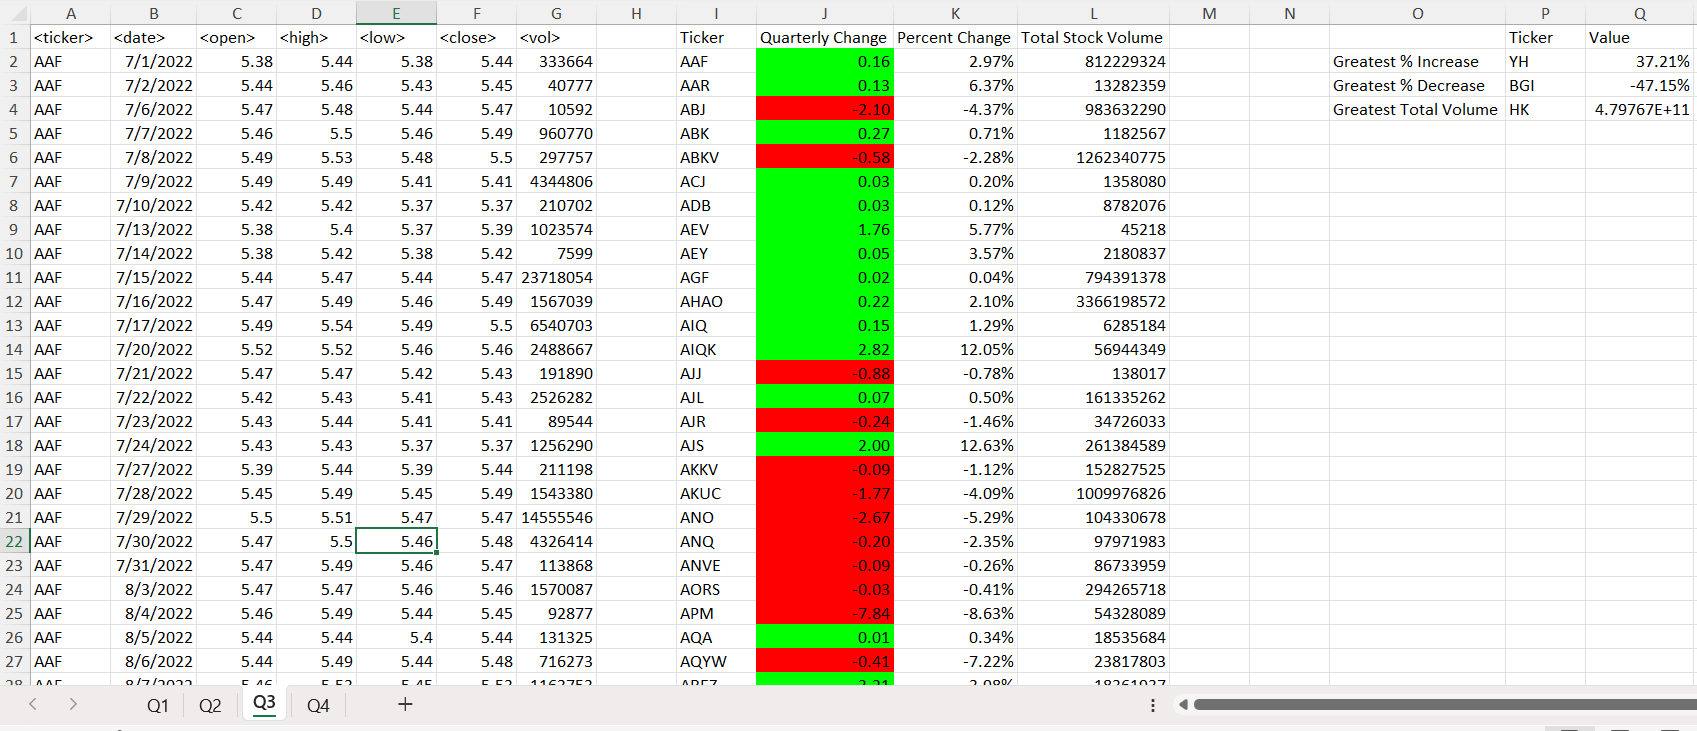 A B C D E F G H I J K L M N O P Q
1 <ticker> <date> <open> <high> <low> <close> <vol> Ticker Quarterly Change Percent Change Total Stock Volume Ticker Value
2 AAF 7/1/2022 5.38 5.44 5.38 5.44 333664 AAF 0.16 2.97% 812229324 Greatest % Increase YH 37.21%
3 AAF 7/2/2022 5.44 5.46 5.43 5.45 40777 AAR 0.13 6.37% 13282359 Greatest % Decrease BGI -47.15%
4 AAF 7/6/2022 5.47 5.48 5.44 5.47 10592 ABJ -2.10 -4.37% 983632290 Greatest Total Volume HK 4.79767E+11
5 AAF 7/7/2022 5.46 5.5 5.46 5.49 960770 ABK 0.27 0.71% 1182567
6 AAF 7/8/2022 5.49 5.53 5.48 5.5 297757 ABKV -0.58 -2.28% 1262340775
7 AAF 7/9/2022 5.49 5.49 5.41 5.41 4344806 ACJ 0.03 0.20% 1358080
8 AAF 7/10/2022 5.42 5.42 5.37 5.37 210702 ADB 0.03 0.12% 8782076
9 AAF 7/13/2022 5.38 5.4 5.37 5.39 1023574 AEV 1.76 5.77% 45218
10 AAF 7/14/2022 5.38 5.42 5.38 5.42 7599 AEY 0.05 3.57% 2180837
11 AAF 7/15/2022 5.44 5.47 5.44 5.47 23718054 AGF 0.02 0.04% 794391378
12 AAF 7/16/2022 5.47 5.49 5.46 5.49 1567039 AHAO 0.22 2.10% 3366198572
13 AAF 7/17/2022 5.49 5.54 5.49 5.5 6540703 AIQ 0.15 1.29% 6285184
14 AAF 7/20/2022 5.52 5.52 5.46 5.46 2488667 AIQK 2.82 12.05% 56944349
15 AAF 7/21/2022 5.47 5.47 5.42 5.43 191890 AJJ -0.88 -0.78% 138017
16 AAF 7/22/2022 5.42 5.43 5.41 5.43 2526282 AJL 0.07 0.50% 161335262
17 AAF 7/23/2022 5.43 5.44 5.41 5.41 89544 AJR -0.24 -1.46% 34726033
18 AAF 7/24/2022 5.43 5.43 5.37 5.37 1256290 AJS 2.00 12.63% 261384589
19 AAF 7/27/2022 5.39 5.44 5.39 5.44 211198 AKKV -0.09 -1.12% 152827525
20 AAF 7/28/2022 5.45 5.49 5.45 5.49 1543380 AKUC -1.77 -4.09% 1009976826
21 AAF 7/29/2022 5.5 5.51 5.47 5.47 14555546 ANO -2.67 -5.29% 104330678
22 AAF 7/30/2022 5.47 5.5 5.46 5.48 4326414 ANQ -0.20 -2.35% 97971983
23 AAF 7/31/2022 5.47 5.49 5.46 5.47 113868 ANVE -0.09 -0.26% 86733959
24 AAF 8/3/2022 5.47 5.47 5.46 5.46 1570087 AORS -0.03 -0.41% 294265718
25 AAF 8/4/2022 5.46 5.49 5.44 5.45 92877 APM -7.84 -8.63% 54328089
26 AAF 8/5/2022 5.44 5.44 5.4 5.44 131325 AQA 0.01 0.34% 18535684
27 AAF 8/6/2022 5.44 5.49 5.44 5.48 716273 AQYW -0.41 -7.22% 23817803
28 AAF 8/7/2022
Q1 Q2 Q3 Q4